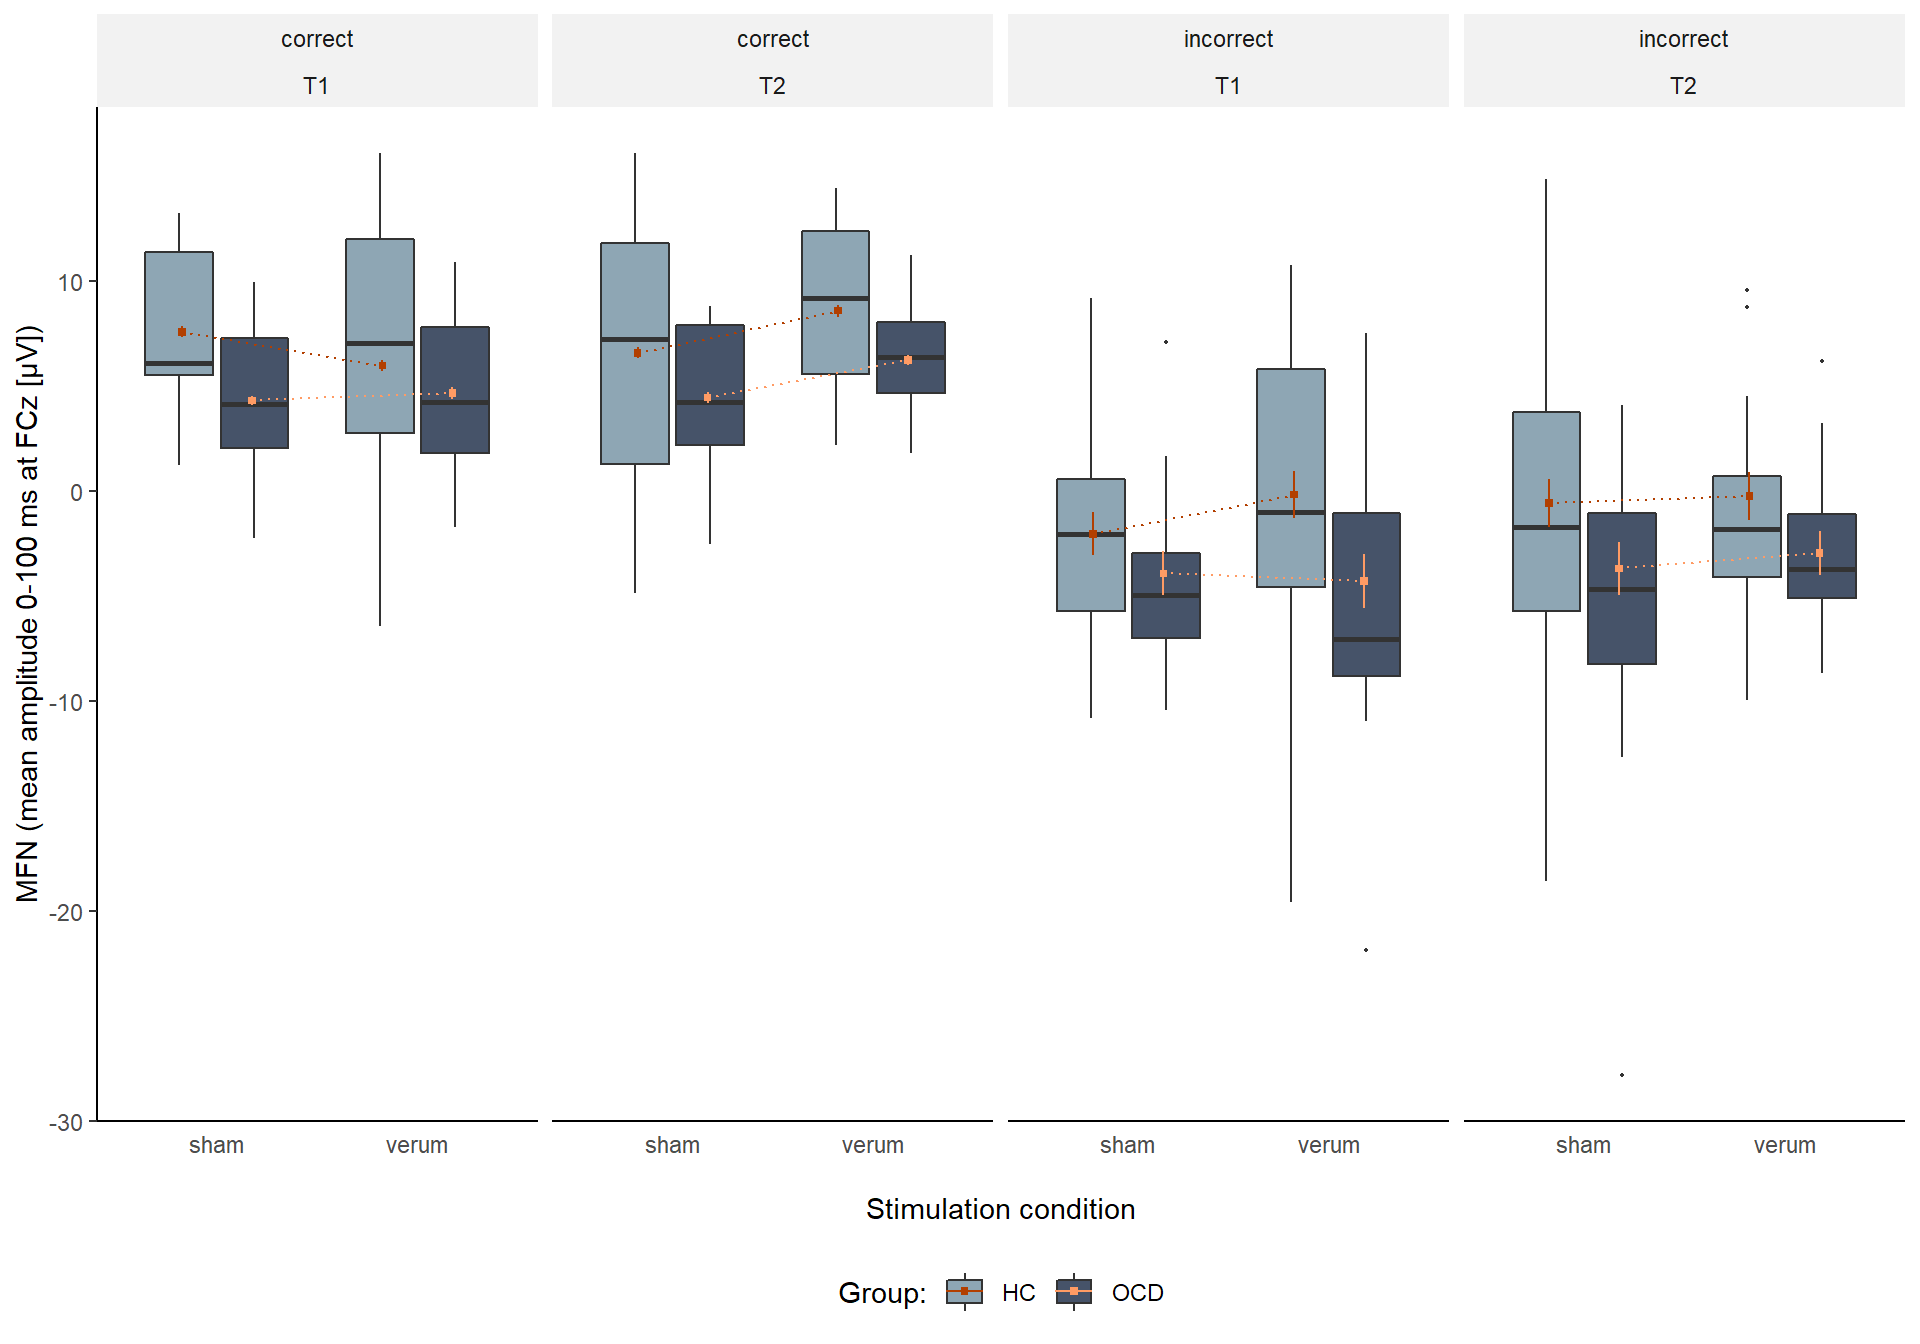 correct
T1
correct
T2
incorrect
T1
incorrect
T2
MFN (mean amplitude 0-100 ms at FCz [µV])
10
0
-10
-20
-30
sham
verum
sham
verum
sham
verum
sham
verum
Stimulation condition
Group:
HC
OCD